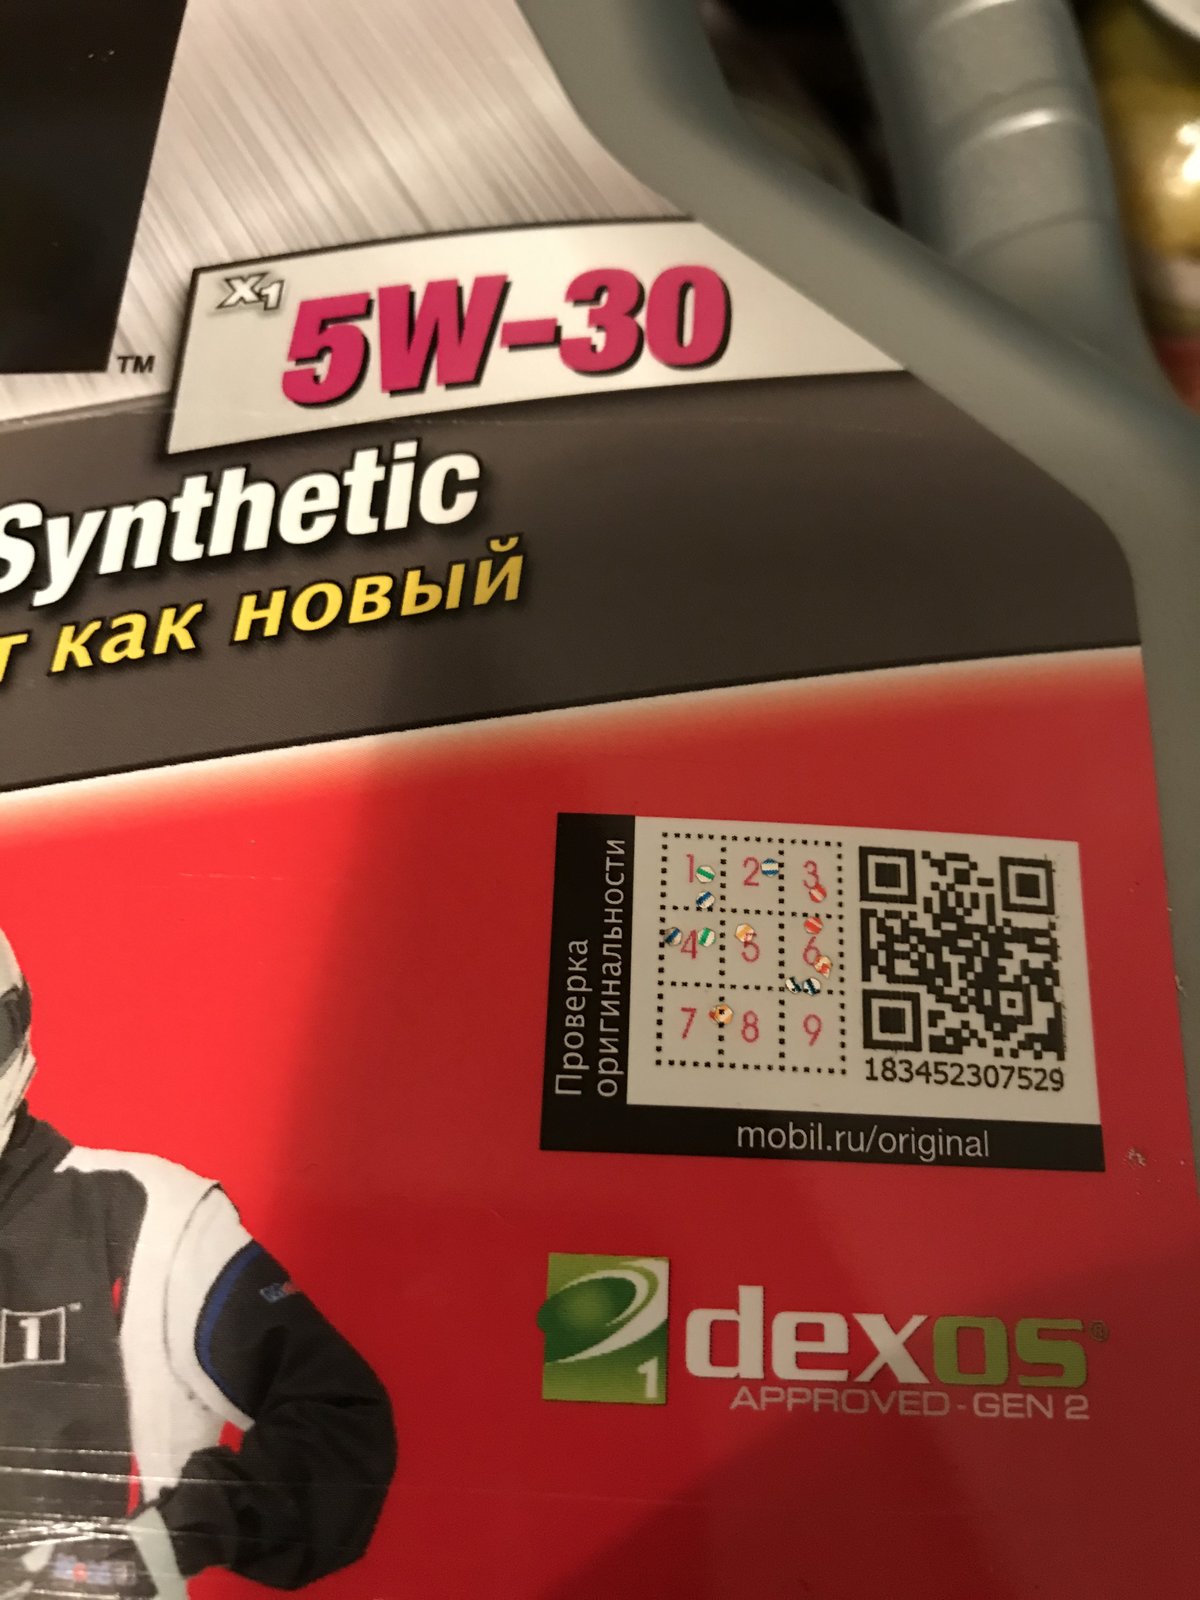 X1 5W-30
TM
Synthetic
как новый
Проверка
оригинальности
1 2 3
4 5 6
7 8 9
183452307529
mobil.ru/original
1
1
dexos®
APPROVED-GEN 2